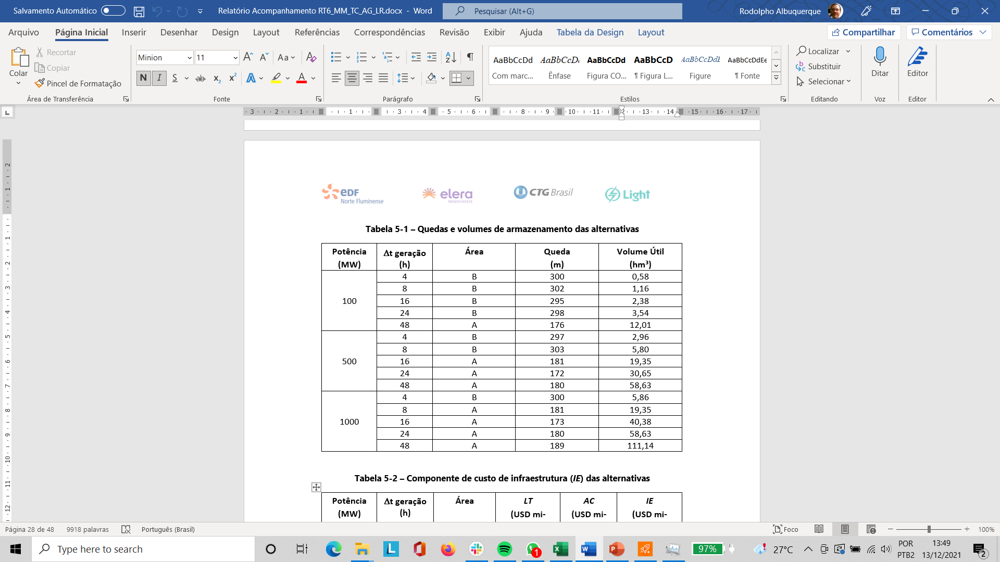 Salvamento Automático
Relatório Acompanhamento RT6_MM_TC_AG_LR.docx - Word
Pesquisar (Alt+G)
Rodolpho Albuquerque
Arquivo Página Inicial Inserir Desenhar Design Layout Referências Correspondências Revisão Exibir Ajuda Tabela da Design Layout
Compartilhar
Comentários
Colar
Recortar
Copiar
Pincel de Formatação
Área de Transferência
Minion 11
Aa
N I S ab x₂ x² A A
Fonte
Parágrafo
AaBbCcDd
Com marc...
AaBbCcD
Ênfase
AaBbCcDd
Figura CO...
AaBbCcD
¶ Figura L...
AaBbCcDdE
Figure
AaBbCcDdEe
¶ Fonte
Estilos
Localizar
Substituir
Selecionar
Editando
Ditar
Voz
Editor
Editor
3 2 1 1 3 4 5 6 8 9 10 11 12 13 14 15 16 17
eDF
Norte Fluminense
elera
RENOVÁVEIS
CTG Brasil
Light
Tabela 5-1 – Quedas e volumes de armazenamento das alternativas
Potência (MW) Δt geração (h) Área Queda (m) Volume Útil (hm³)
100 4 B 300 0,58
8 B 302 1,16
16 B 295 2,38
24 B 298 3,54
48 A 176 12,01
500 4 B 297 2,96
8 B 303 5,80
16 A 181 19,35
24 A 172 30,65
48 A 180 58,63
1000 4 B 300 5,86
8 A 181 19,35
16 A 173 40,38
24 A 180 58,63
48 A 189 111,14
Tabela 5-2 – Componente de custo de infraestrutura (IE) das alternativas
Potência (MW) Δt geração (h) Área LT (USD mi- AC (USD mi- IE (USD mi-
Página 28 de 48 9918 palavras Português (Brasil)
Foco
100%
Type here to search
1
97%
27°C
POR
PTB2
13:49
13/12/2021
2